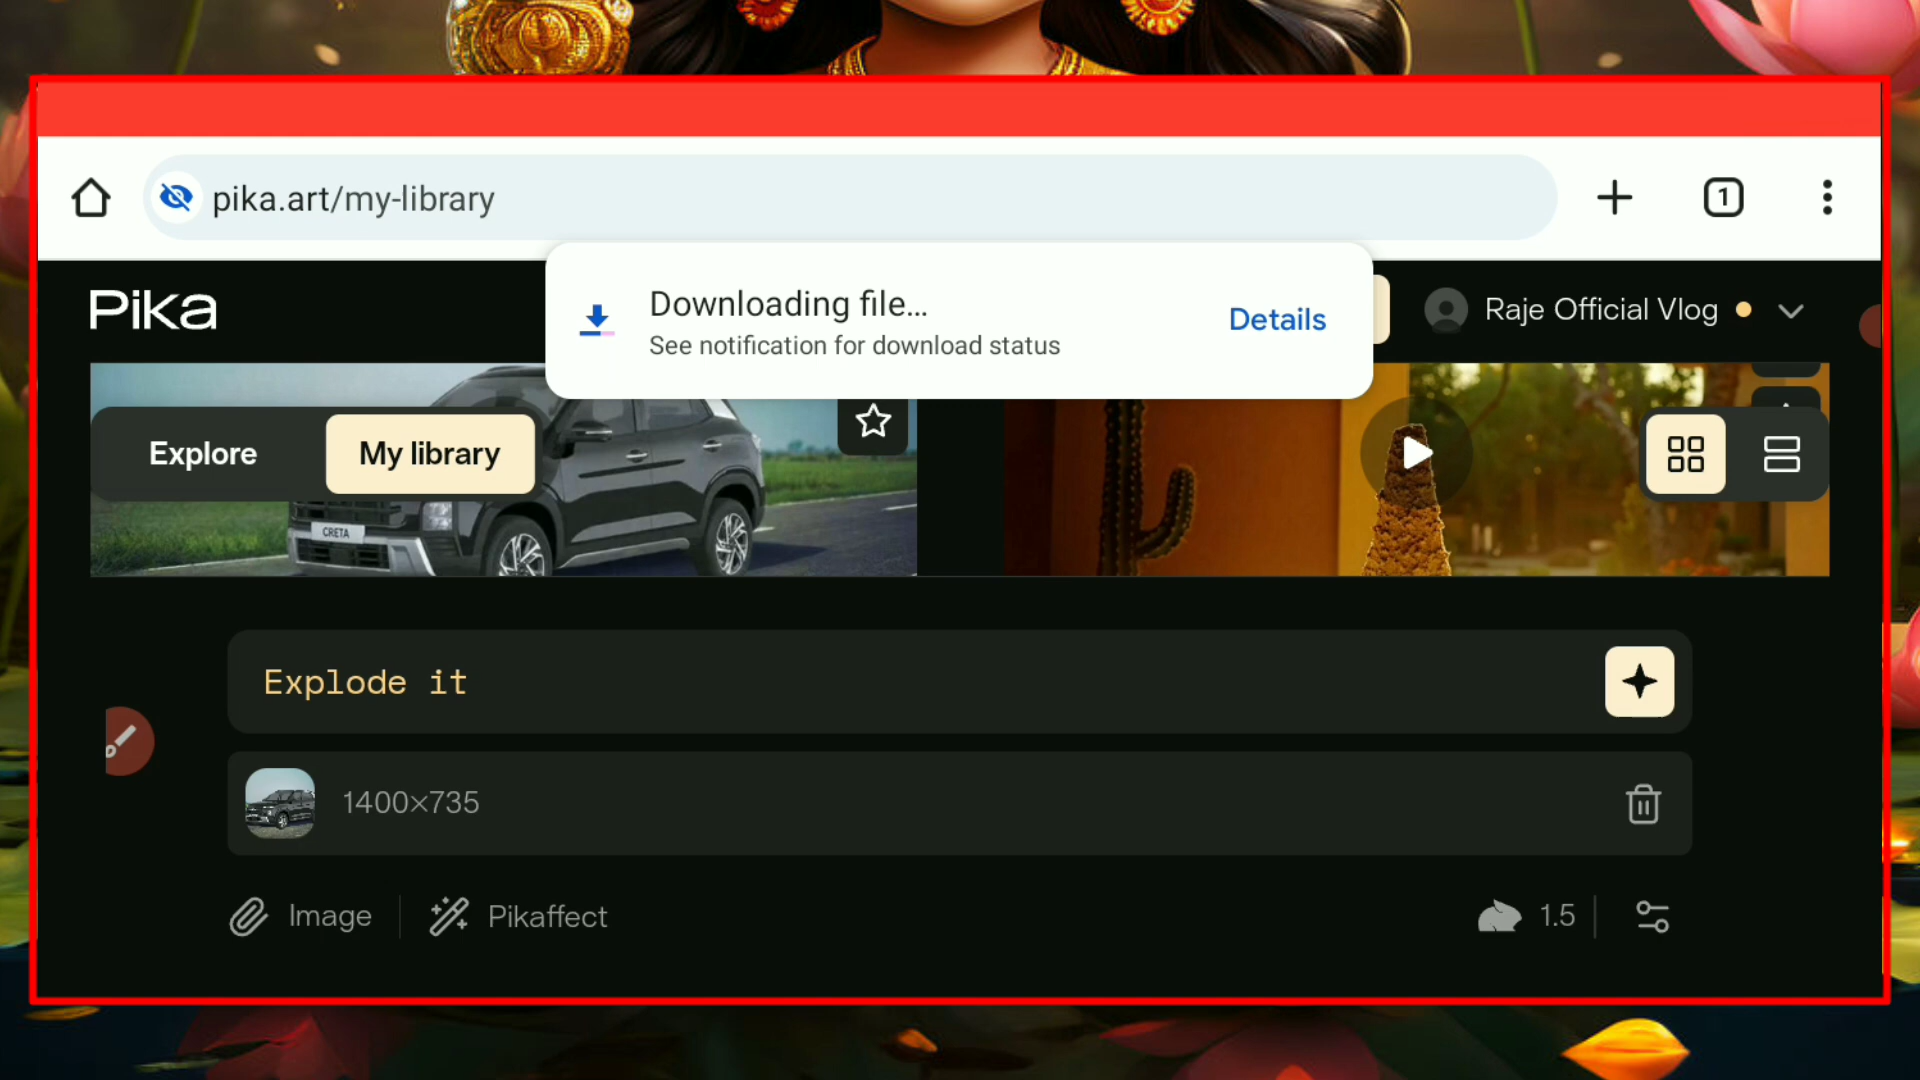 pika.art/my-library
1
Pika
Downloading file...
See notification for download status
Details
Raje Official Vlog
Explore
My library
CRETA
Explode it
1400×735
Image
Pikaffect
1.5